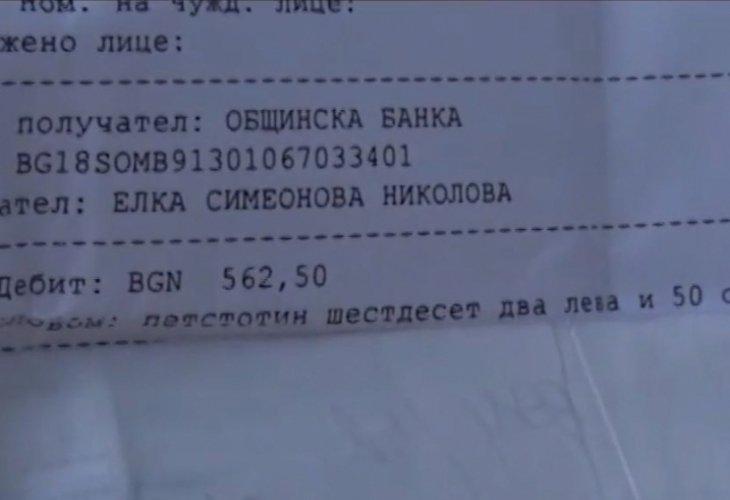 ном. на чужд. лице:
жено лице:
получател: ОБЩИНСКА БАНКА
BG18SOMB91301067033401
ател: ЕЛКА СИМЕОНОВА НИКОЛОВА
Дебит: BGN 562,50
ловом: петстотин шестдесет два лева и 50 с